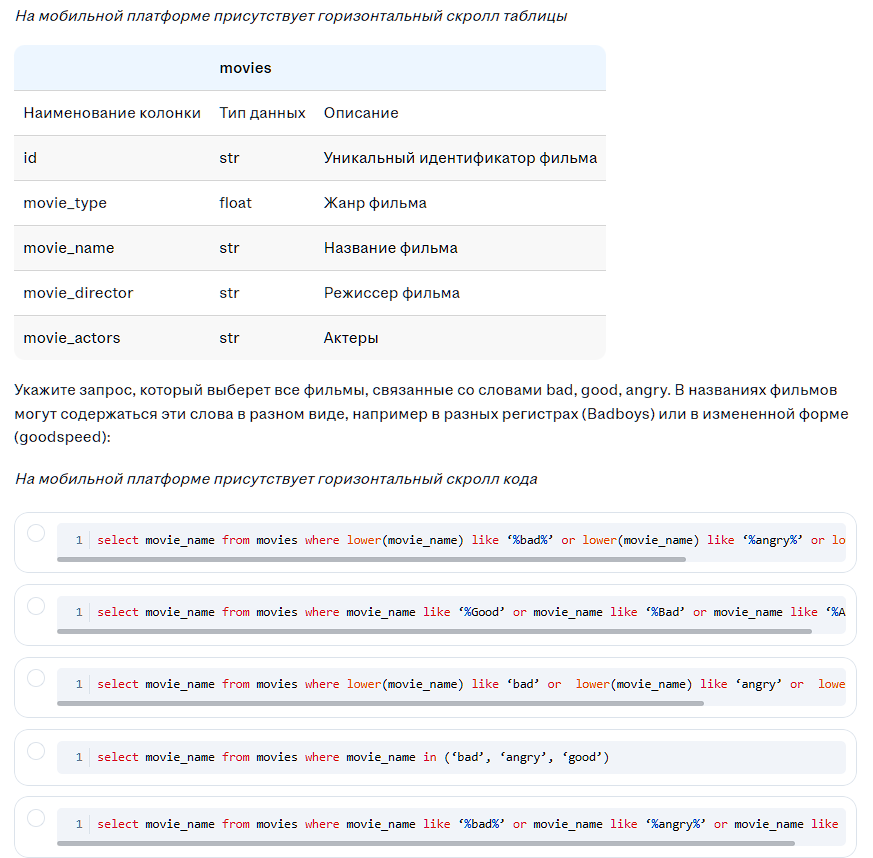 На мобильной платформе присутствует горизонтальный скролл таблицы
movies
Наименование колонки Тип данных Описание
id str Уникальный идентификатор фильма
movie_type float Жанр фильма
movie_name str Название фильма
movie_director str Режиссер фильма
movie_actors str Актеры
Укажите запрос, который выберет все фильмы, связанные со словами bad, good, angry. В названиях фильмов
могут содержаться эти слова в разном виде, например в разных регистрах (Badboys) или в измененной форме
(goodspeed):
На мобильной платформе присутствует горизонтальный скролл кода
1 select movie_name from movies where lower(movie_name) like ‘%bad%’ or lower(movie_name) like ‘%angry%’ or lo
1 select movie_name from movies where movie_name like ‘%Good’ or movie_name like ‘%Bad’ or movie_name like ‘%A
1 select movie_name from movies where lower(movie_name) like ‘bad’ or lower(movie_name) like ‘angry’ or lowe
1 select movie_name from movies where movie_name in (‘bad’, ‘angry’, ‘good’)
1 select movie_name from movies where movie_name like ‘%bad%’ or movie_name like ‘%angry%’ or movie_name like